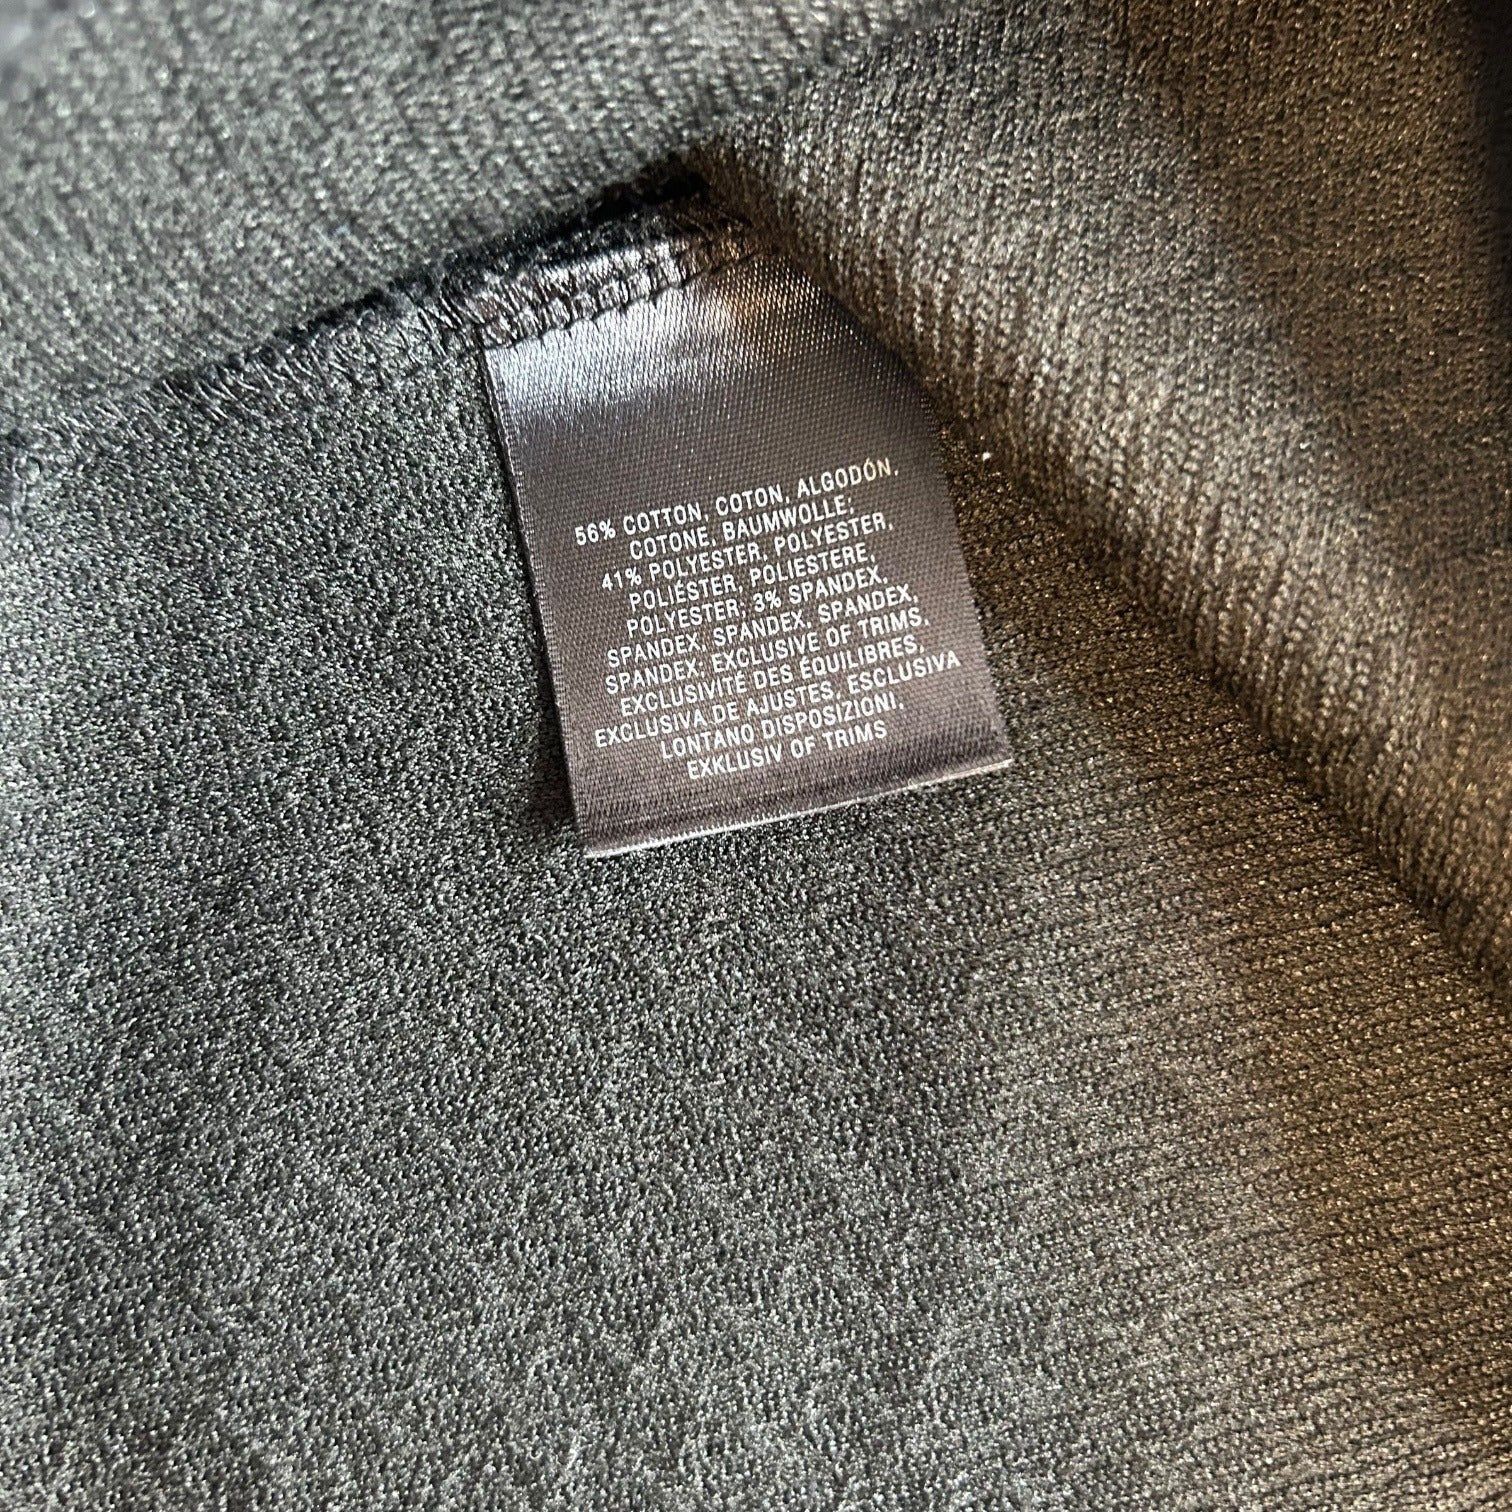 56% COTTON, COTON, ALGODÓN,
COTONE, BAUMWOLLE;
41% POLYESTER, POLYESTER,
POLIÉSTER, POLIESTERE,
POLYESTER; 3% SPANDEX,
SPANDEX, SPANDEX, SPANDEX,
SPANDEX; EXCLUSIVE OF TRIMS,
EXCLUSIVITÉ DES ÉQUILIBRES,
EXCLUSIVA DE AJUSTES, ESCLUSIVA
LONTANO DISPOSIZIONI,
EXKLUSIV OF TRIMS